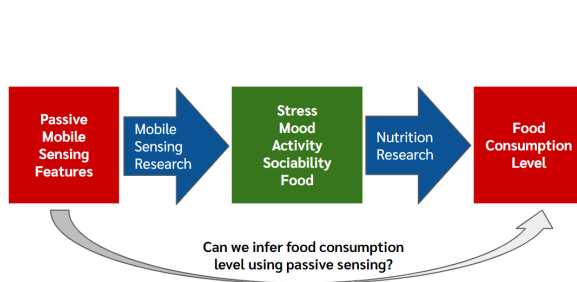 Passive
Mobile
Sensing
Features
Mobile
Sensing
Research
Stress
Mood
Activity
Sociability
Food
Nutrition
Research
Food
Consumption
Level
Can we infer food consumption
level using passive sensing?